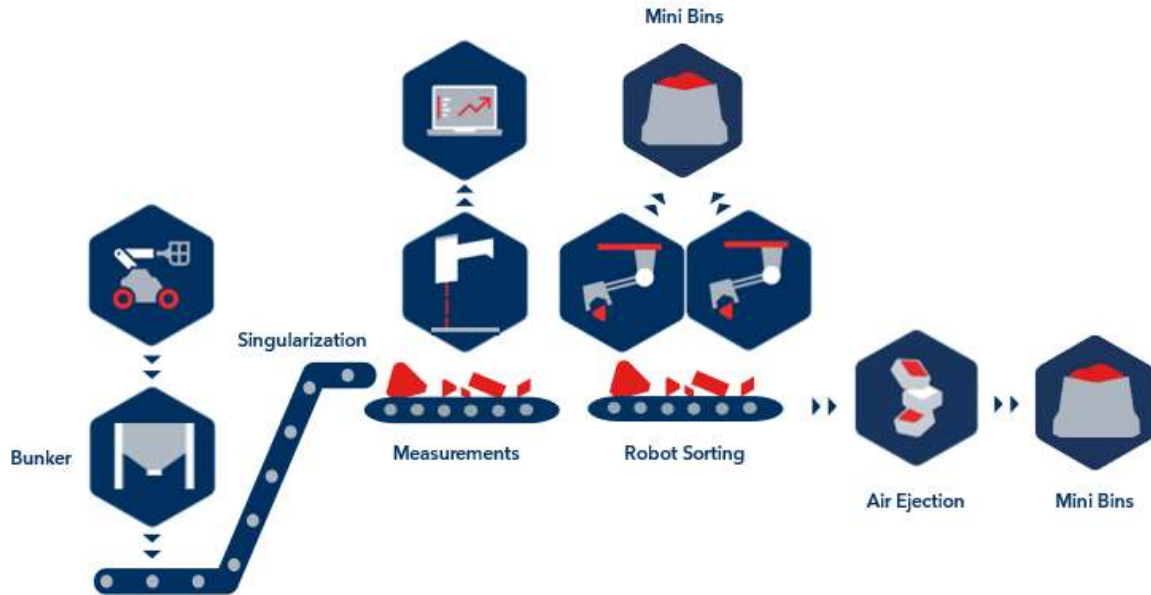 Mini Bins
Singularization
Bunker
Measurements
Robot Sorting
Air Ejection
Mini Bins